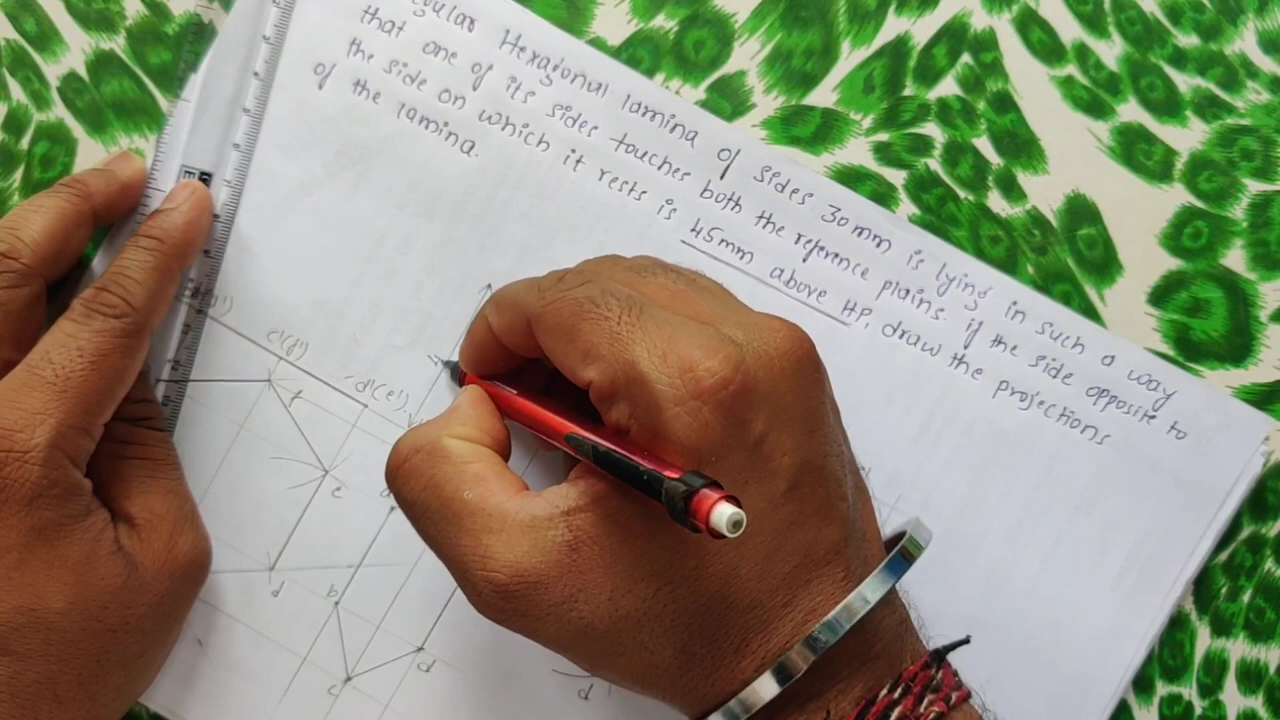 Hexagonal lamina of sides 30mm is lying in such a way
that one of its sides touches both the reference plains. if the side opposite to
the side on which it rests is 45mm above HP, draw the projections
of the lamina.
c'(f')
d'(e')
f
e
d
b
c
d
d